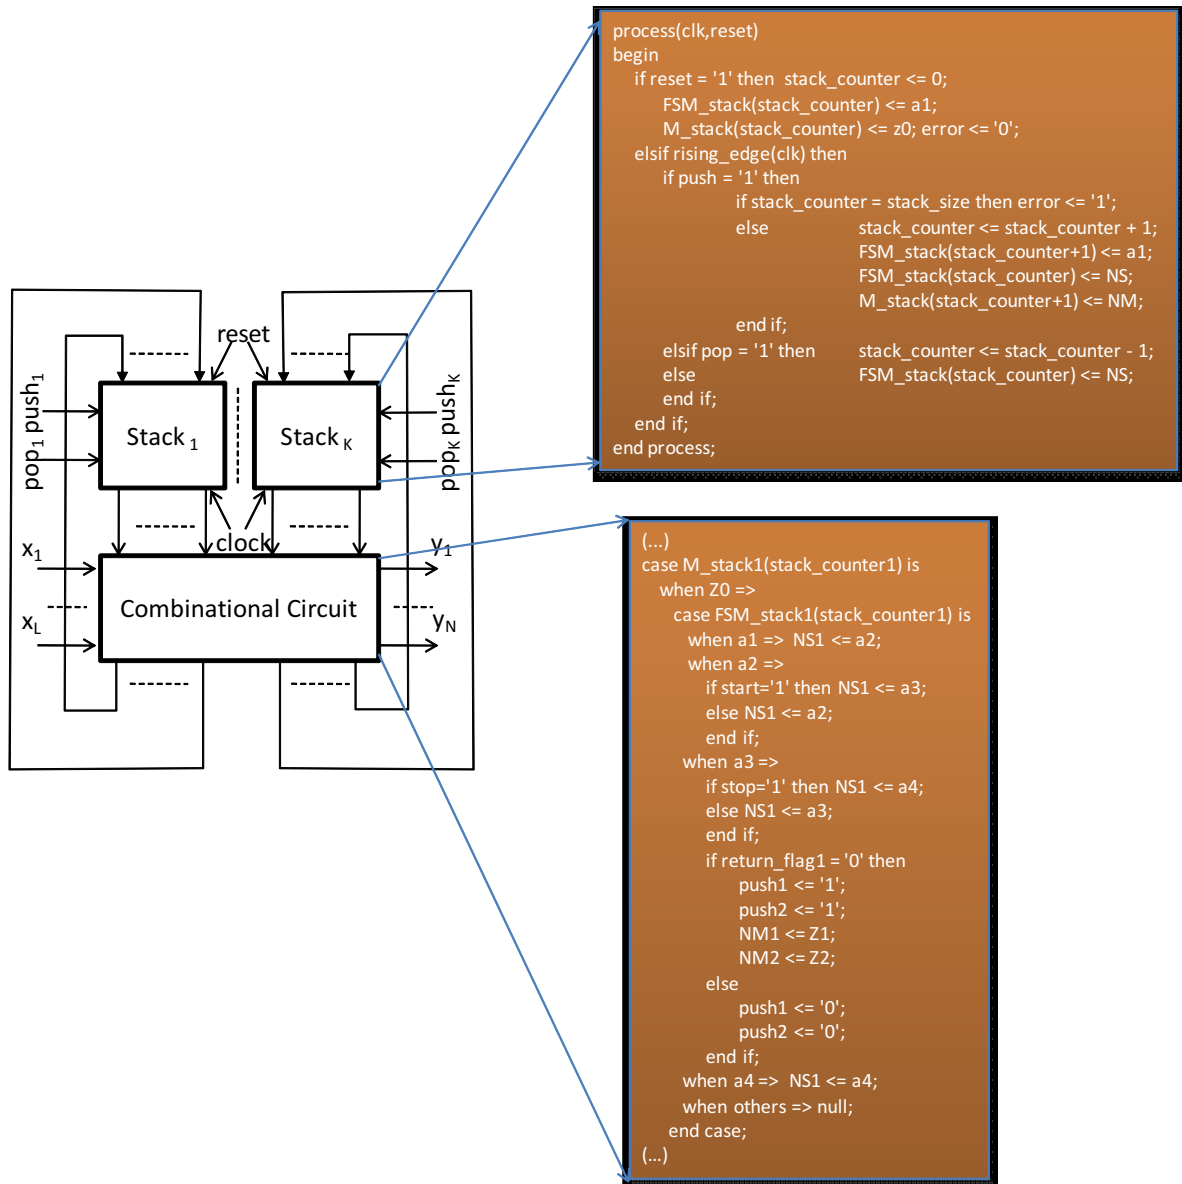 process(clk,reset)
begin
if reset = '1' then stack_counter <= 0;
FSM_stack(stack_counter) <= a1;
M_stack(stack_counter) <= z0; error <= '0';
elsif rising_edge(clk) then
if push = '1' then
if stack_counter = stack_size then error <= '1';
else stack_counter <= stack_counter + 1;
FSM_stack(stack_counter+1) <= a1;
FSM_stack(stack_counter) <= NS;
M_stack(stack_counter+1) <= NM;
end if;
elsif pop = '1' then stack_counter <= stack_counter - 1;
else FSM_stack(stack_counter) <= NS;
end if;
end if;
end process;
reset
pop1 push1
Stack 1
Stack K
popK pushK
clock
x1
xL
Combinational Circuit
y1
yN
(...)
case M_stack1(stack_counter1) is
when Z0 =>
case FSM_stack1(stack_counter1) is
when a1 => NS1 <= a2;
when a2 =>
if start='1' then NS1 <= a3;
else NS1 <= a2;
end if;
when a3 =>
if stop='1' then NS1 <= a4;
else NS1 <= a3;
end if;
if return_flag1 = '0' then
push1 <= '1';
push2 <= '1';
NM1 <= Z1;
NM2 <= Z2;
else
push1 <= '0';
push2 <= '0';
end if;
when a4 => NS1 <= a4;
when others => null;
end case;
(...)